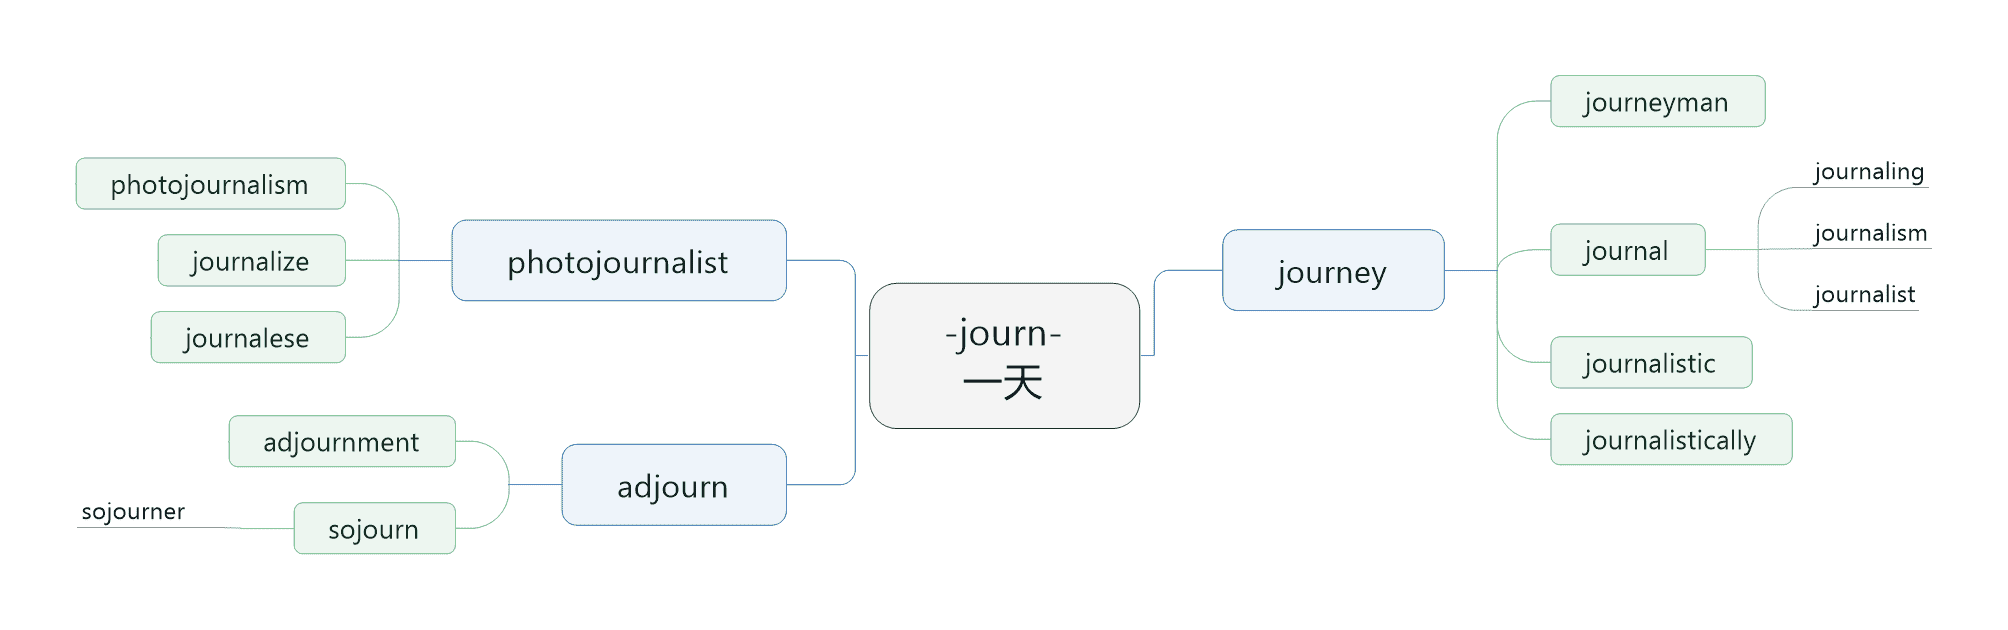 -journ-
一天
journey
journeyman
journal
journaling
journalism
journalist
journalistic
journalistically
photojournalist
photojournalism
journalize
journalese
adjourn
adjournment
sojourn
sojourner